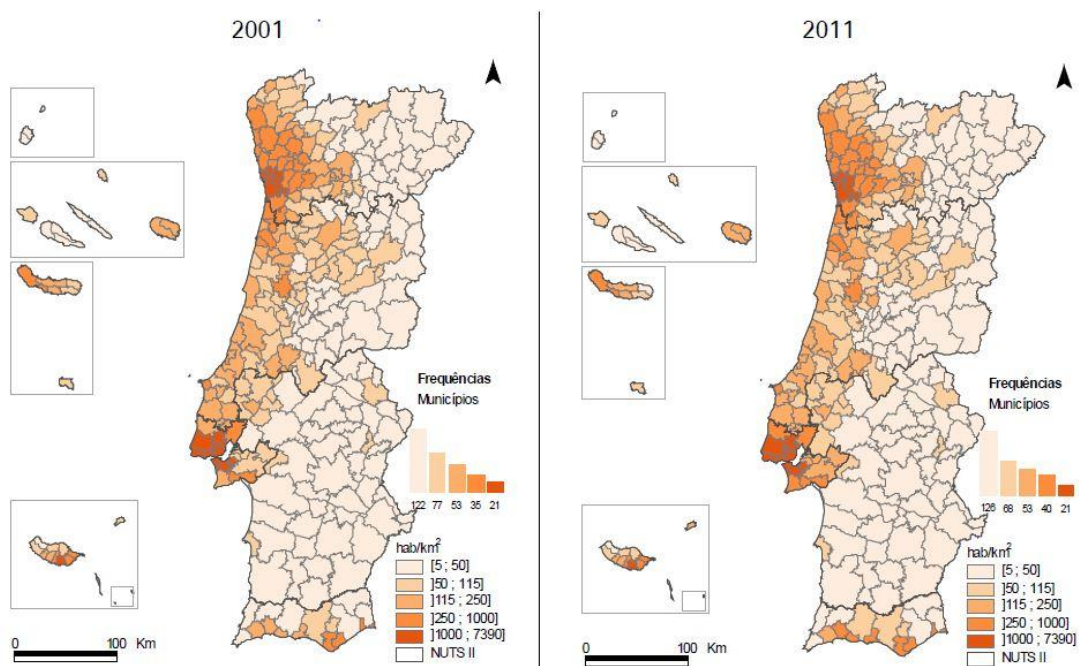 2001
Frequências
Municípios
122 77 53 35 21
hab/km²
[5 ; 50]
]50 ; 115]
]115 ; 250]
]250 ; 1000]
]1000 ; 7390]
NUTS II
0 100 Km
2011
Frequências
Municípios
126 68 53 40 21
hab/km²
[5 ; 50]
]50 ; 115]
]115 ; 250]
]250 ; 1000]
]1000 ; 7390]
NUTS II
0 100 Km